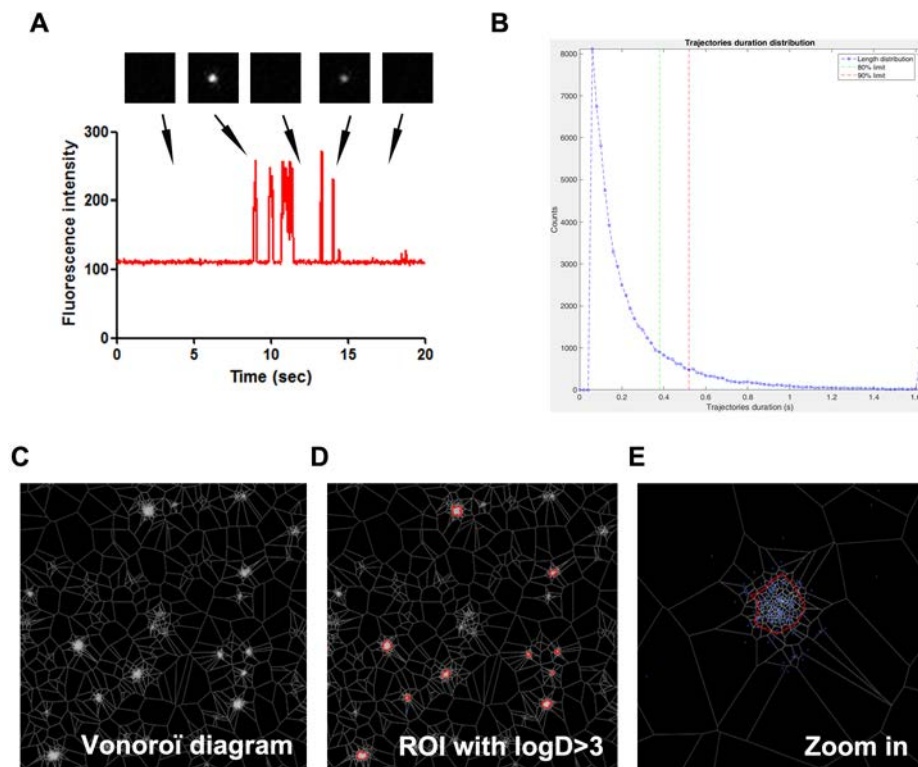 A
300
200
100
0
Fluorescence intensity
0
5
10
15
20
Time (sec)
B
Trajectories duration distribution
Length distribution
80% limit
90% limit
8000
7000
6000
5000
4000
3000
2000
1000
0
Counts
0
0.2
0.4
0.6
0.8
1
1.2
1.4
1.6
Trajectories duration (s)
C
Vonoroï diagram
D
ROI with logD>3
E
Zoom in